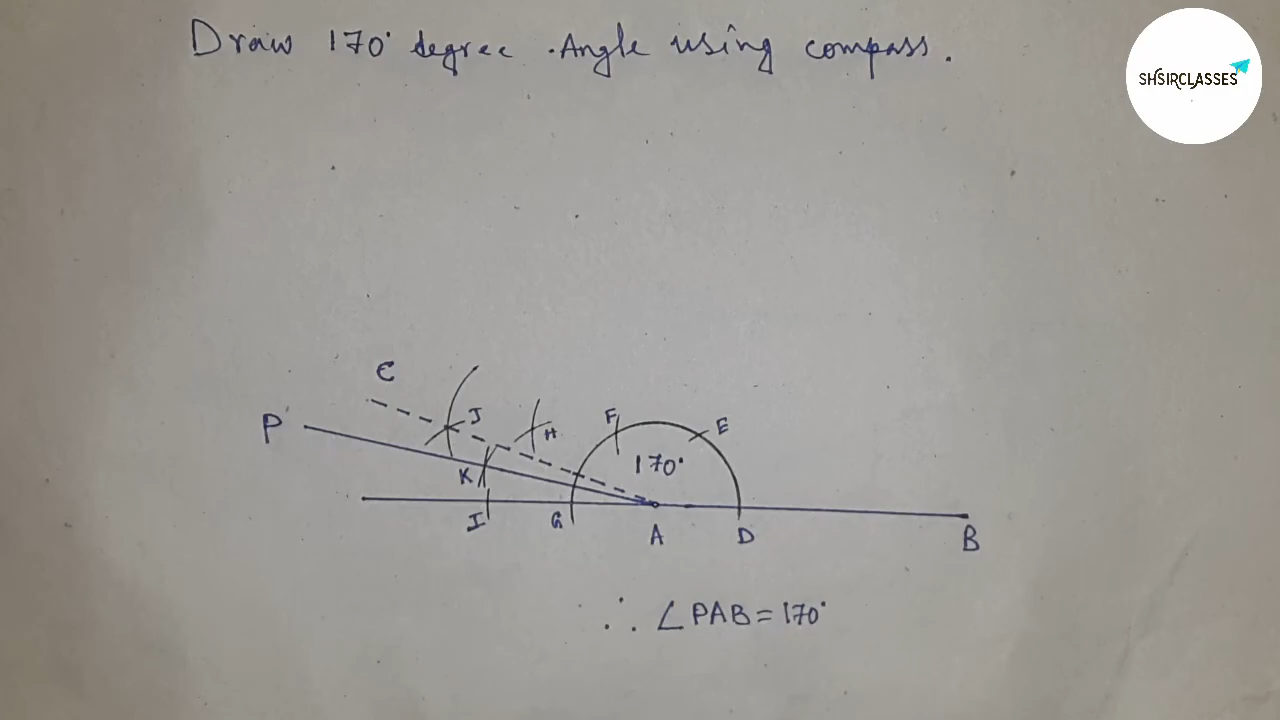 Draw 170° degree . Angle using compass.
SHSIRCLASSES
C
P
J
H
F
E
170°
K
I
G
A
D
B
∴ ∠PAB = 170°